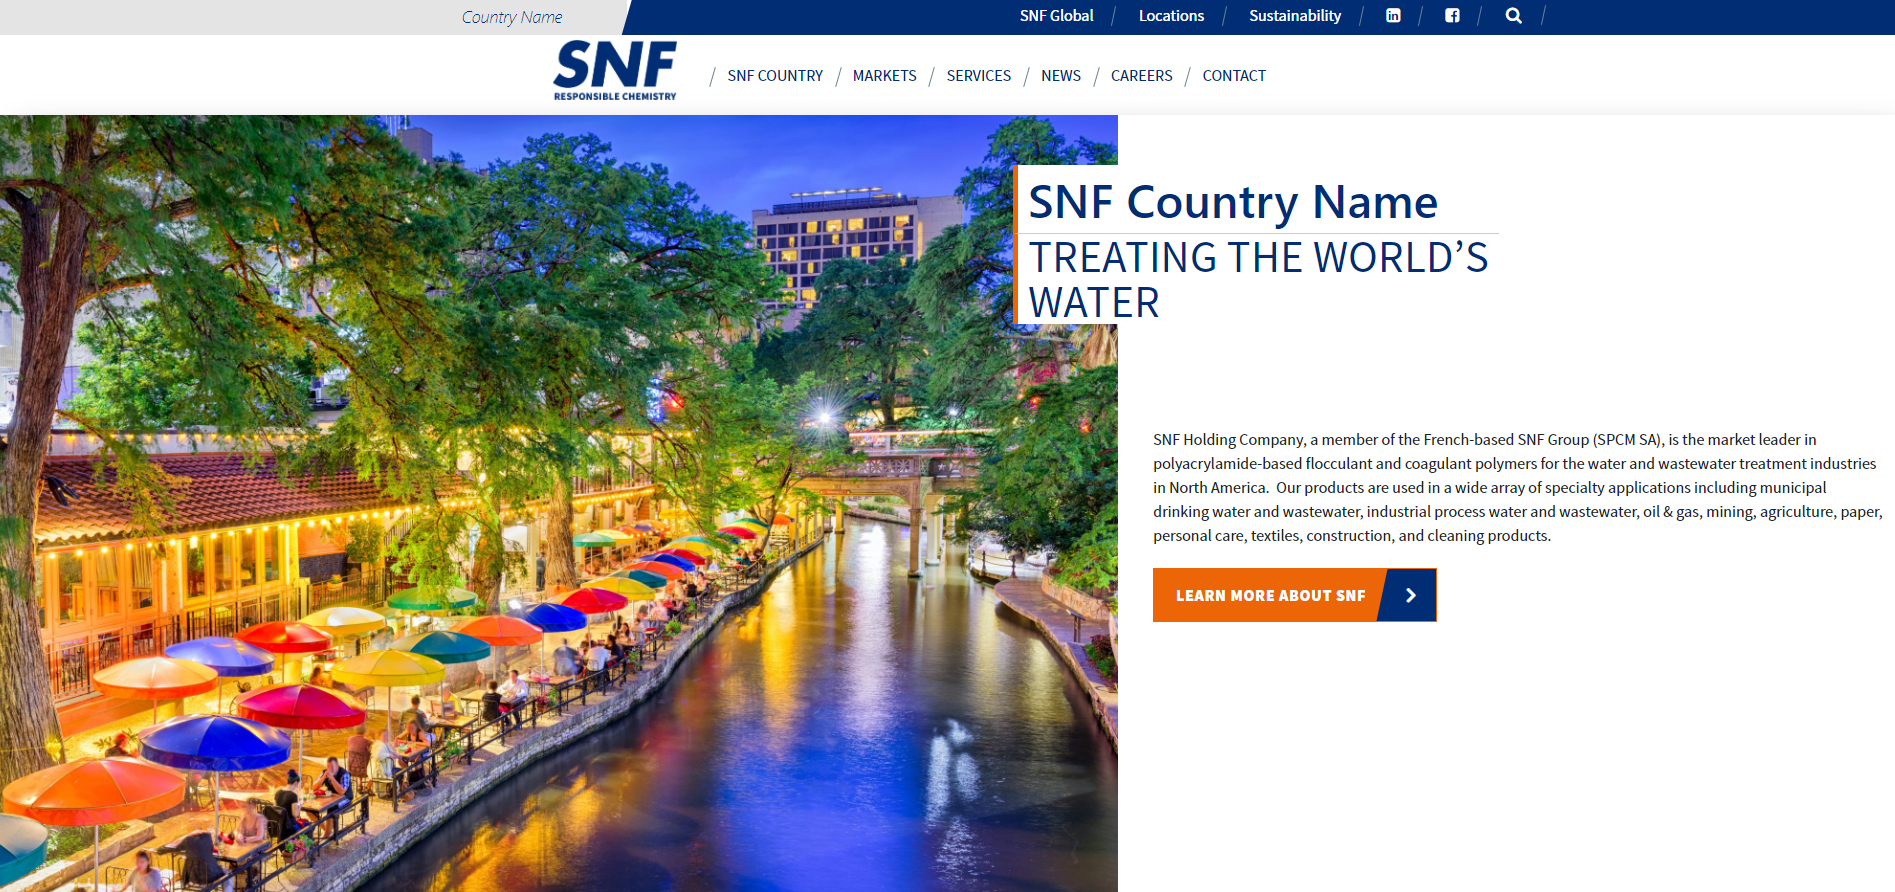 Country Name
SNF Global
Locations
Sustainability
SNF
RESPONSIBLE CHEMISTRY
SNF COUNTRY
MARKETS
SERVICES
NEWS
CAREERS
CONTACT
SNF Country Name
TREATING THE WORLD’S
WATER
SNF Holding Company, a member of the French-based SNF Group (SPCM SA), is the market leader in
polyacrylamide-based flocculant and coagulant polymers for the water and wastewater treatment industries
in North America.  Our products are used in a wide array of specialty applications including municipal
drinking water and wastewater, industrial process water and wastewater, oil & gas, mining, agriculture, paper,
personal care, textiles, construction, and cleaning products.
LEARN MORE ABOUT SNF